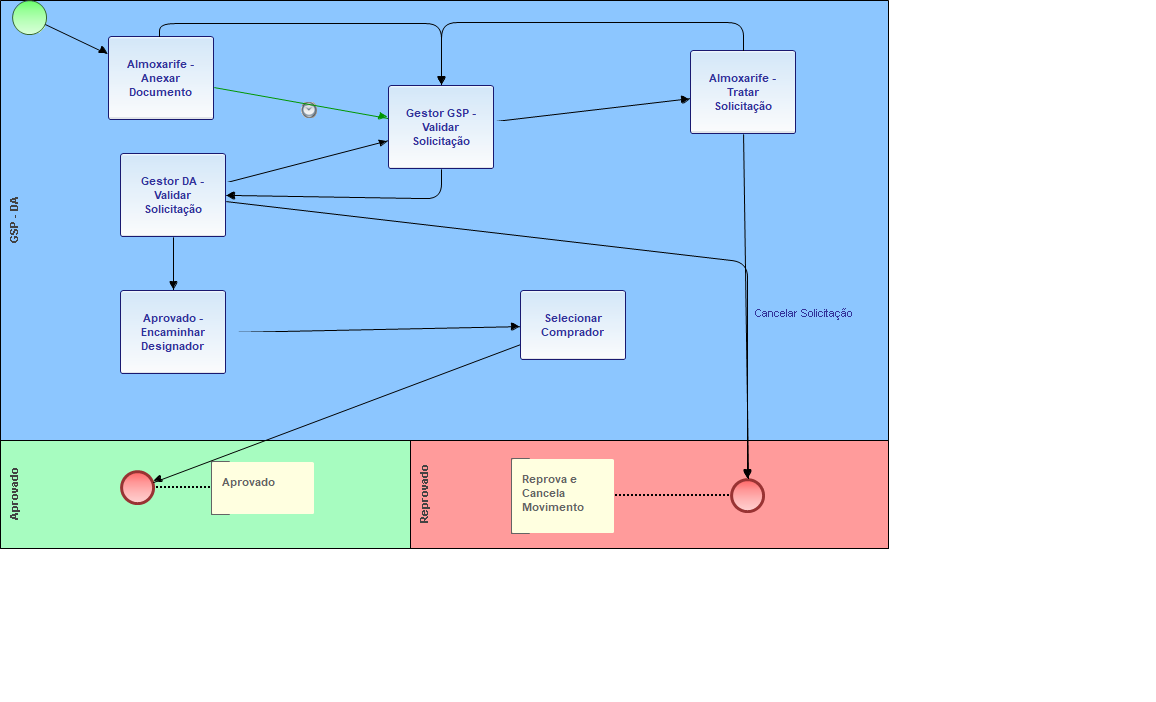 Almoxarife -
Anexar
Documento
Gestor GSP -
Validar
Solicitação
Almoxarife -
Tratar
Solicitação
GSP - DA
Gestor DA -
Validar
Solicitação
Aprovado -
Encaminhar
Designador
Selecionar
Comprador
Cancelar Solicitação
Aprovado
Aprovado
Reprovado
Reprova e
Cancela
Movimento